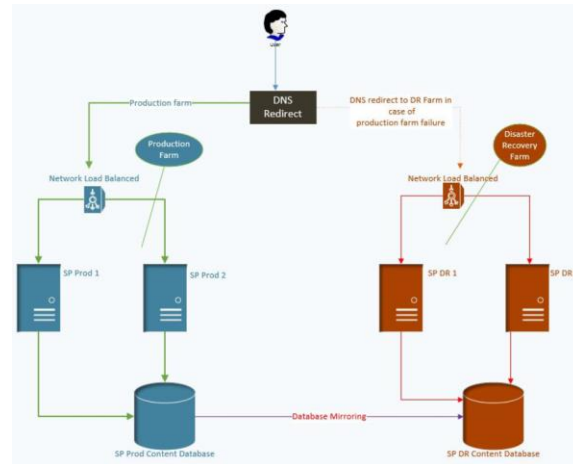 user
DNS
Redirect
Production farm
DNS redirect to DR Farm in
case of
production farm failure
Production
Farm
Disaster
Recovery
Farm
Network Load Balanced
Network Load Balanced
SP Prod 1
SP Prod 2
SP DR 1
SP DR
Database Mirroring
SP Prod Content Database
SP DR Content Database